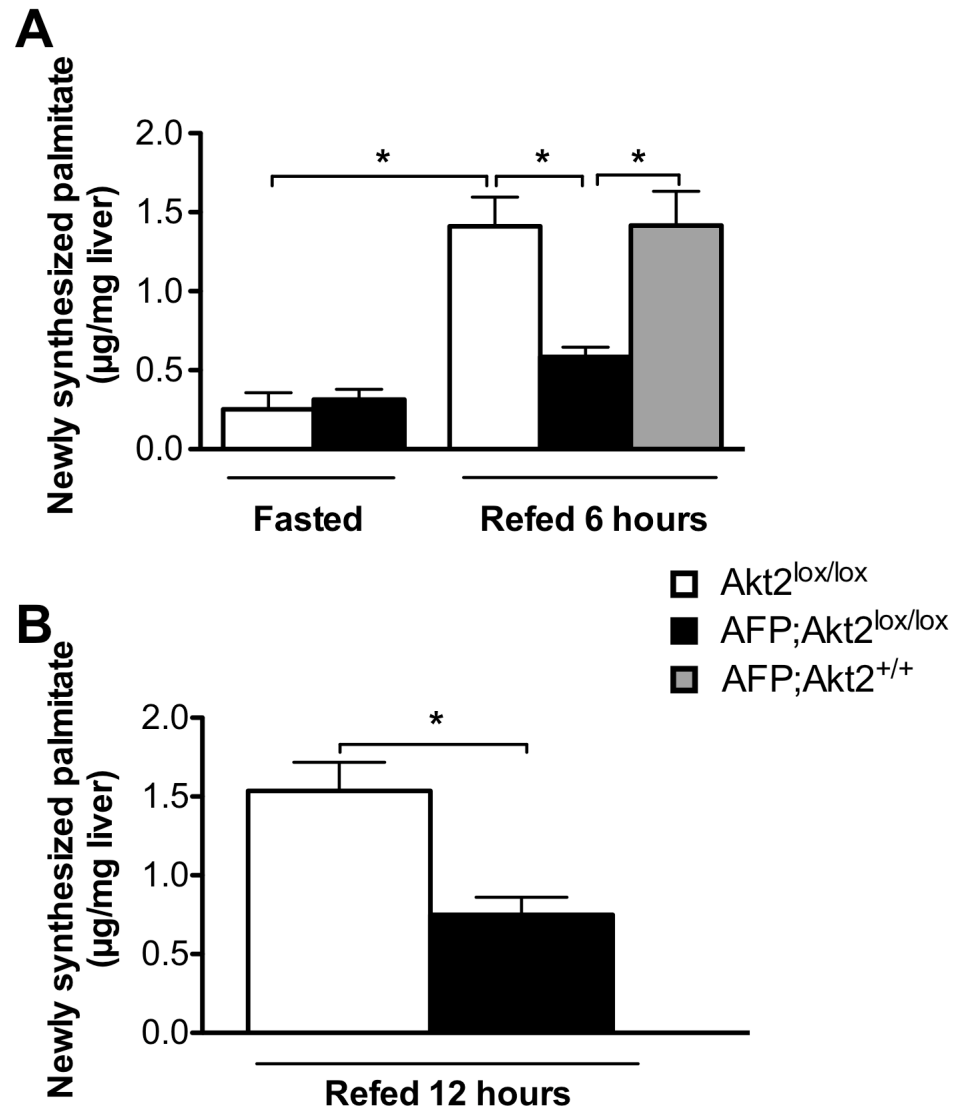 A
Newly synthesized palmitate
(µg/mg liver)
2.0
1.5
1.0
0.5
0.0
*
*
*
Fasted
Refed 6 hours
Akt2lox/lox
AFP;Akt2lox/lox
AFP;Akt2+/+
B
Newly synthesized palmitate
(µg/mg liver)
2.0
1.5
1.0
0.5
0.0
*
Refed 12 hours